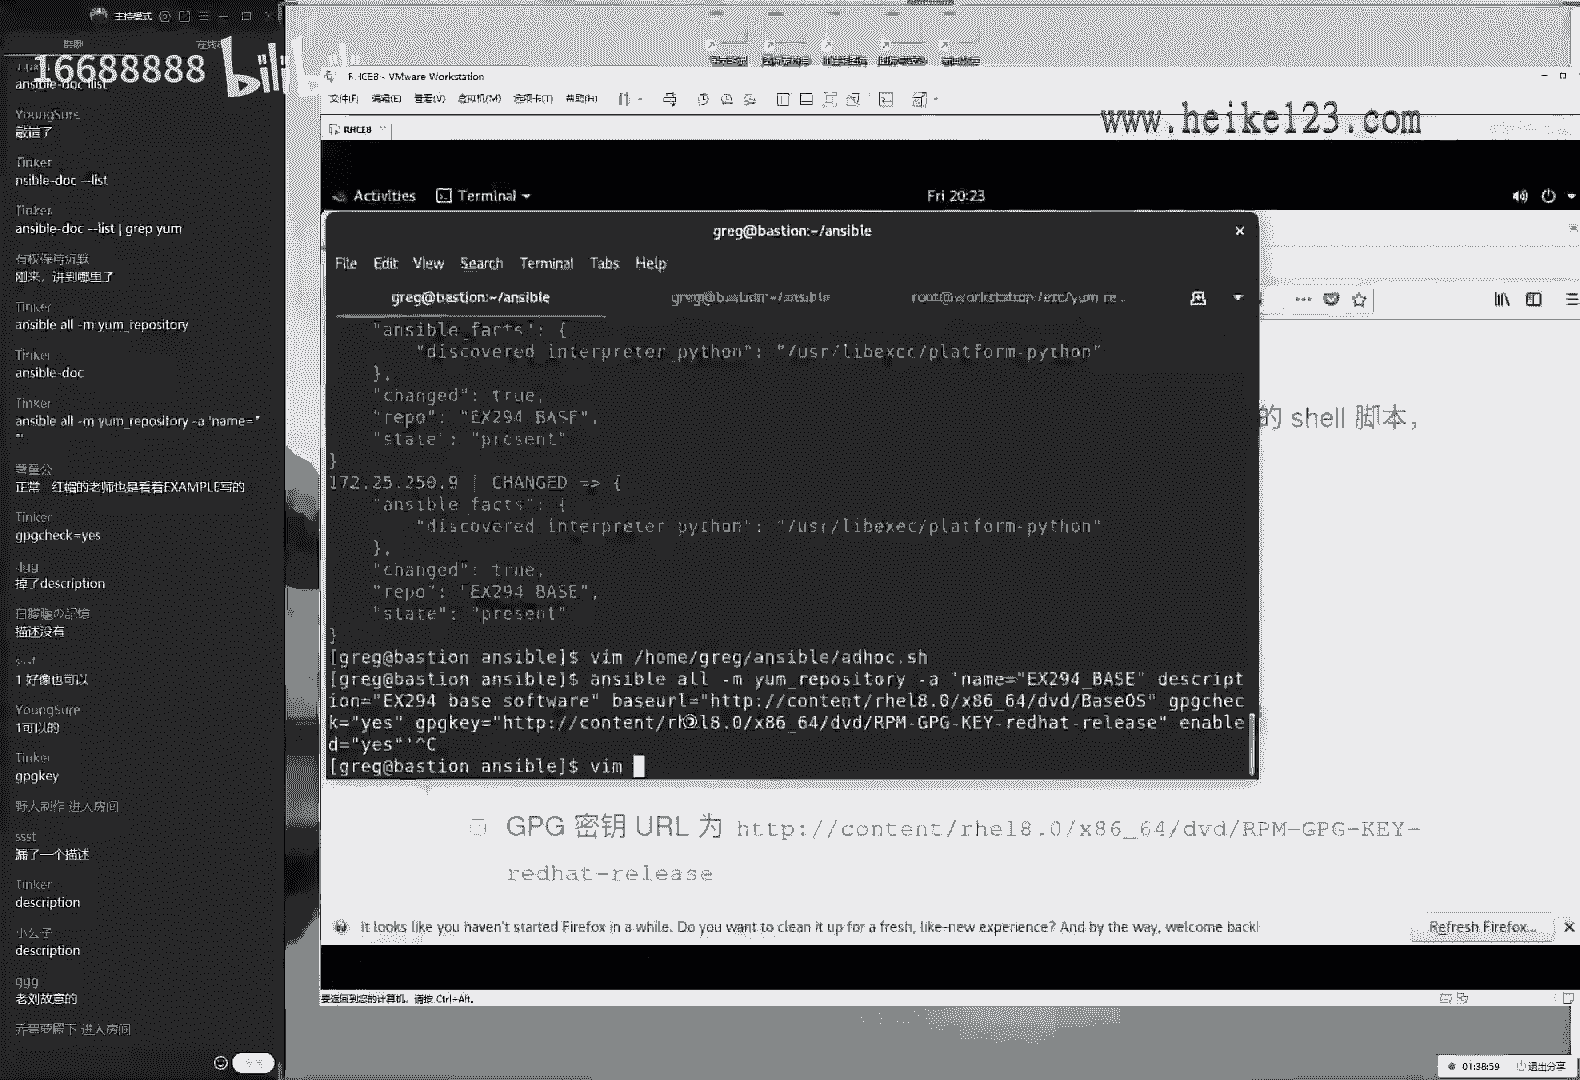 主持模式
16688888
bili
ansible-doc list
YoungSure
敲错了
Tinker
nsible-doc --list
Tinker
ansible-doc --list | grep yum
刚来，讲到哪里了
Tinker
ansible all -m yum_repository
Tinker
ansible-doc
Tinker
ansible all -m yum_repository -a 'name=''
正常 红帽的老师也是看着EXAMPLE写的
Tinker
gpgcheck=yes
掉了description
描述没有
1 好像也可以
YoungSure
1可以的
Tinker
gpgkey
野人制作 进入房间
ssst
漏了一个描述
Tinker
description
小公子
description
ggg
老刘故意的
进入房间
RHCE8 - VMware Workstation
文件(F) 编辑(E) 查看(V) 虚拟机(M) 选项卡(T) 帮助(H)
www.heike123.com
RHCE8
Activities
Terminal
Fri 20:23
greg@bastion:~/ansible
File Edit View Search Terminal Tabs Help
greg@bastion:~/ansible greg@bastion:~/ansible root@workstation:/etc/yum.re...
"ansible_facts": {
"discovered_interpreter_python": "/usr/libexec/platform-python"
},
"changed": true,
"repo": "EX294_BASE",
"state": "present"
}
172.25.250.9 | CHANGED => {
"ansible_facts": {
"discovered_interpreter_python": "/usr/libexec/platform-python"
},
"changed": true,
"repo": "EX294_BASE",
"state": "present"
}
[greg@bastion ansible]$ vim /home/greg/ansible/adhoc.sh
[greg@bastion ansible]$ ansible all -m yum_repository -a 'name="EX294_BASE" descript
ion="EX294 base software" baseurl="http://content/rhel8.0/x86_64/dvd/BaseOS" gpgchec
k="yes" gpgkey="http://content/rhel8.0/x86_64/dvd/RPM-GPG-KEY-redhat-release" enable
d="yes"'^C
[greg@bastion ansible]$ vim
的 shell 脚本，
GPG 密钥 URL 为 http://content/rhel8.0/x86_64/dvd/RPM-GPG-KEY-
redhat-release
It looks like you haven't started Firefox in a while. Do you want to clean it up for a fresh, like-new experience? And by the way, welcome back!
Refresh Firefox...
要返回到您的计算机，请按 Ctrl+Alt。
01:38:59
退出分享